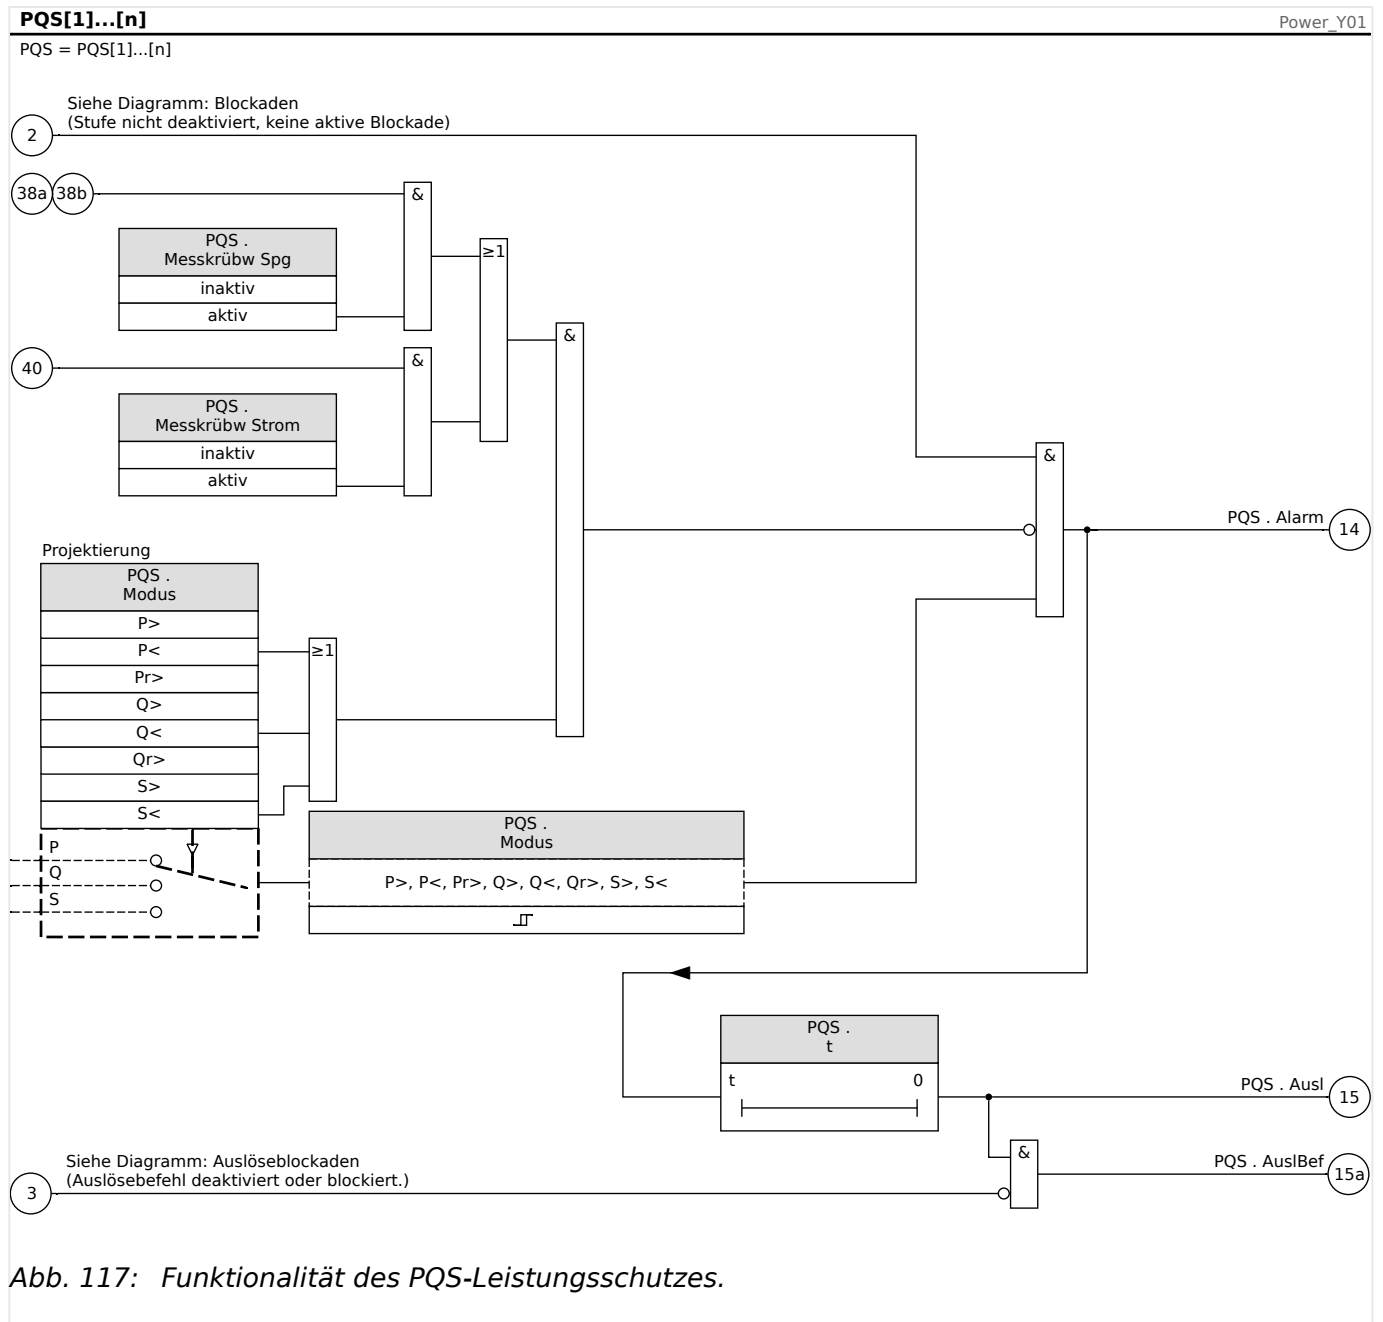 PQS[1]...[n]
Power_Y01
PQS = PQS[1]...[n]
Siehe Diagramm: Blockaden
(Stufe nicht deaktiviert, keine aktive Blockade)
2
38a 38b
&
PQS .
Messkrübw Spg
inaktiv
aktiv
≥1
&
40
&
PQS .
Messkrübw Strom
inaktiv
aktiv
&
PQS . Alarm
14
Projektierung
PQS .
Modus
P>
P<
Pr>
Q>
Q<
Qr>
S>
S<
≥1
P
Q
S
PQS .
Modus
P>, P<, Pr>, Q>, Q<, Qr>, S>, S<
PQS .
t
t 0
PQS . Ausl
15
&
PQS . AuslBef
15a
Siehe Diagramm: Auslöseblockaden
(Auslösebefehl deaktiviert oder blockiert.)
3
Abb. 117: Funktionalität des PQS-Leistungsschutzes.